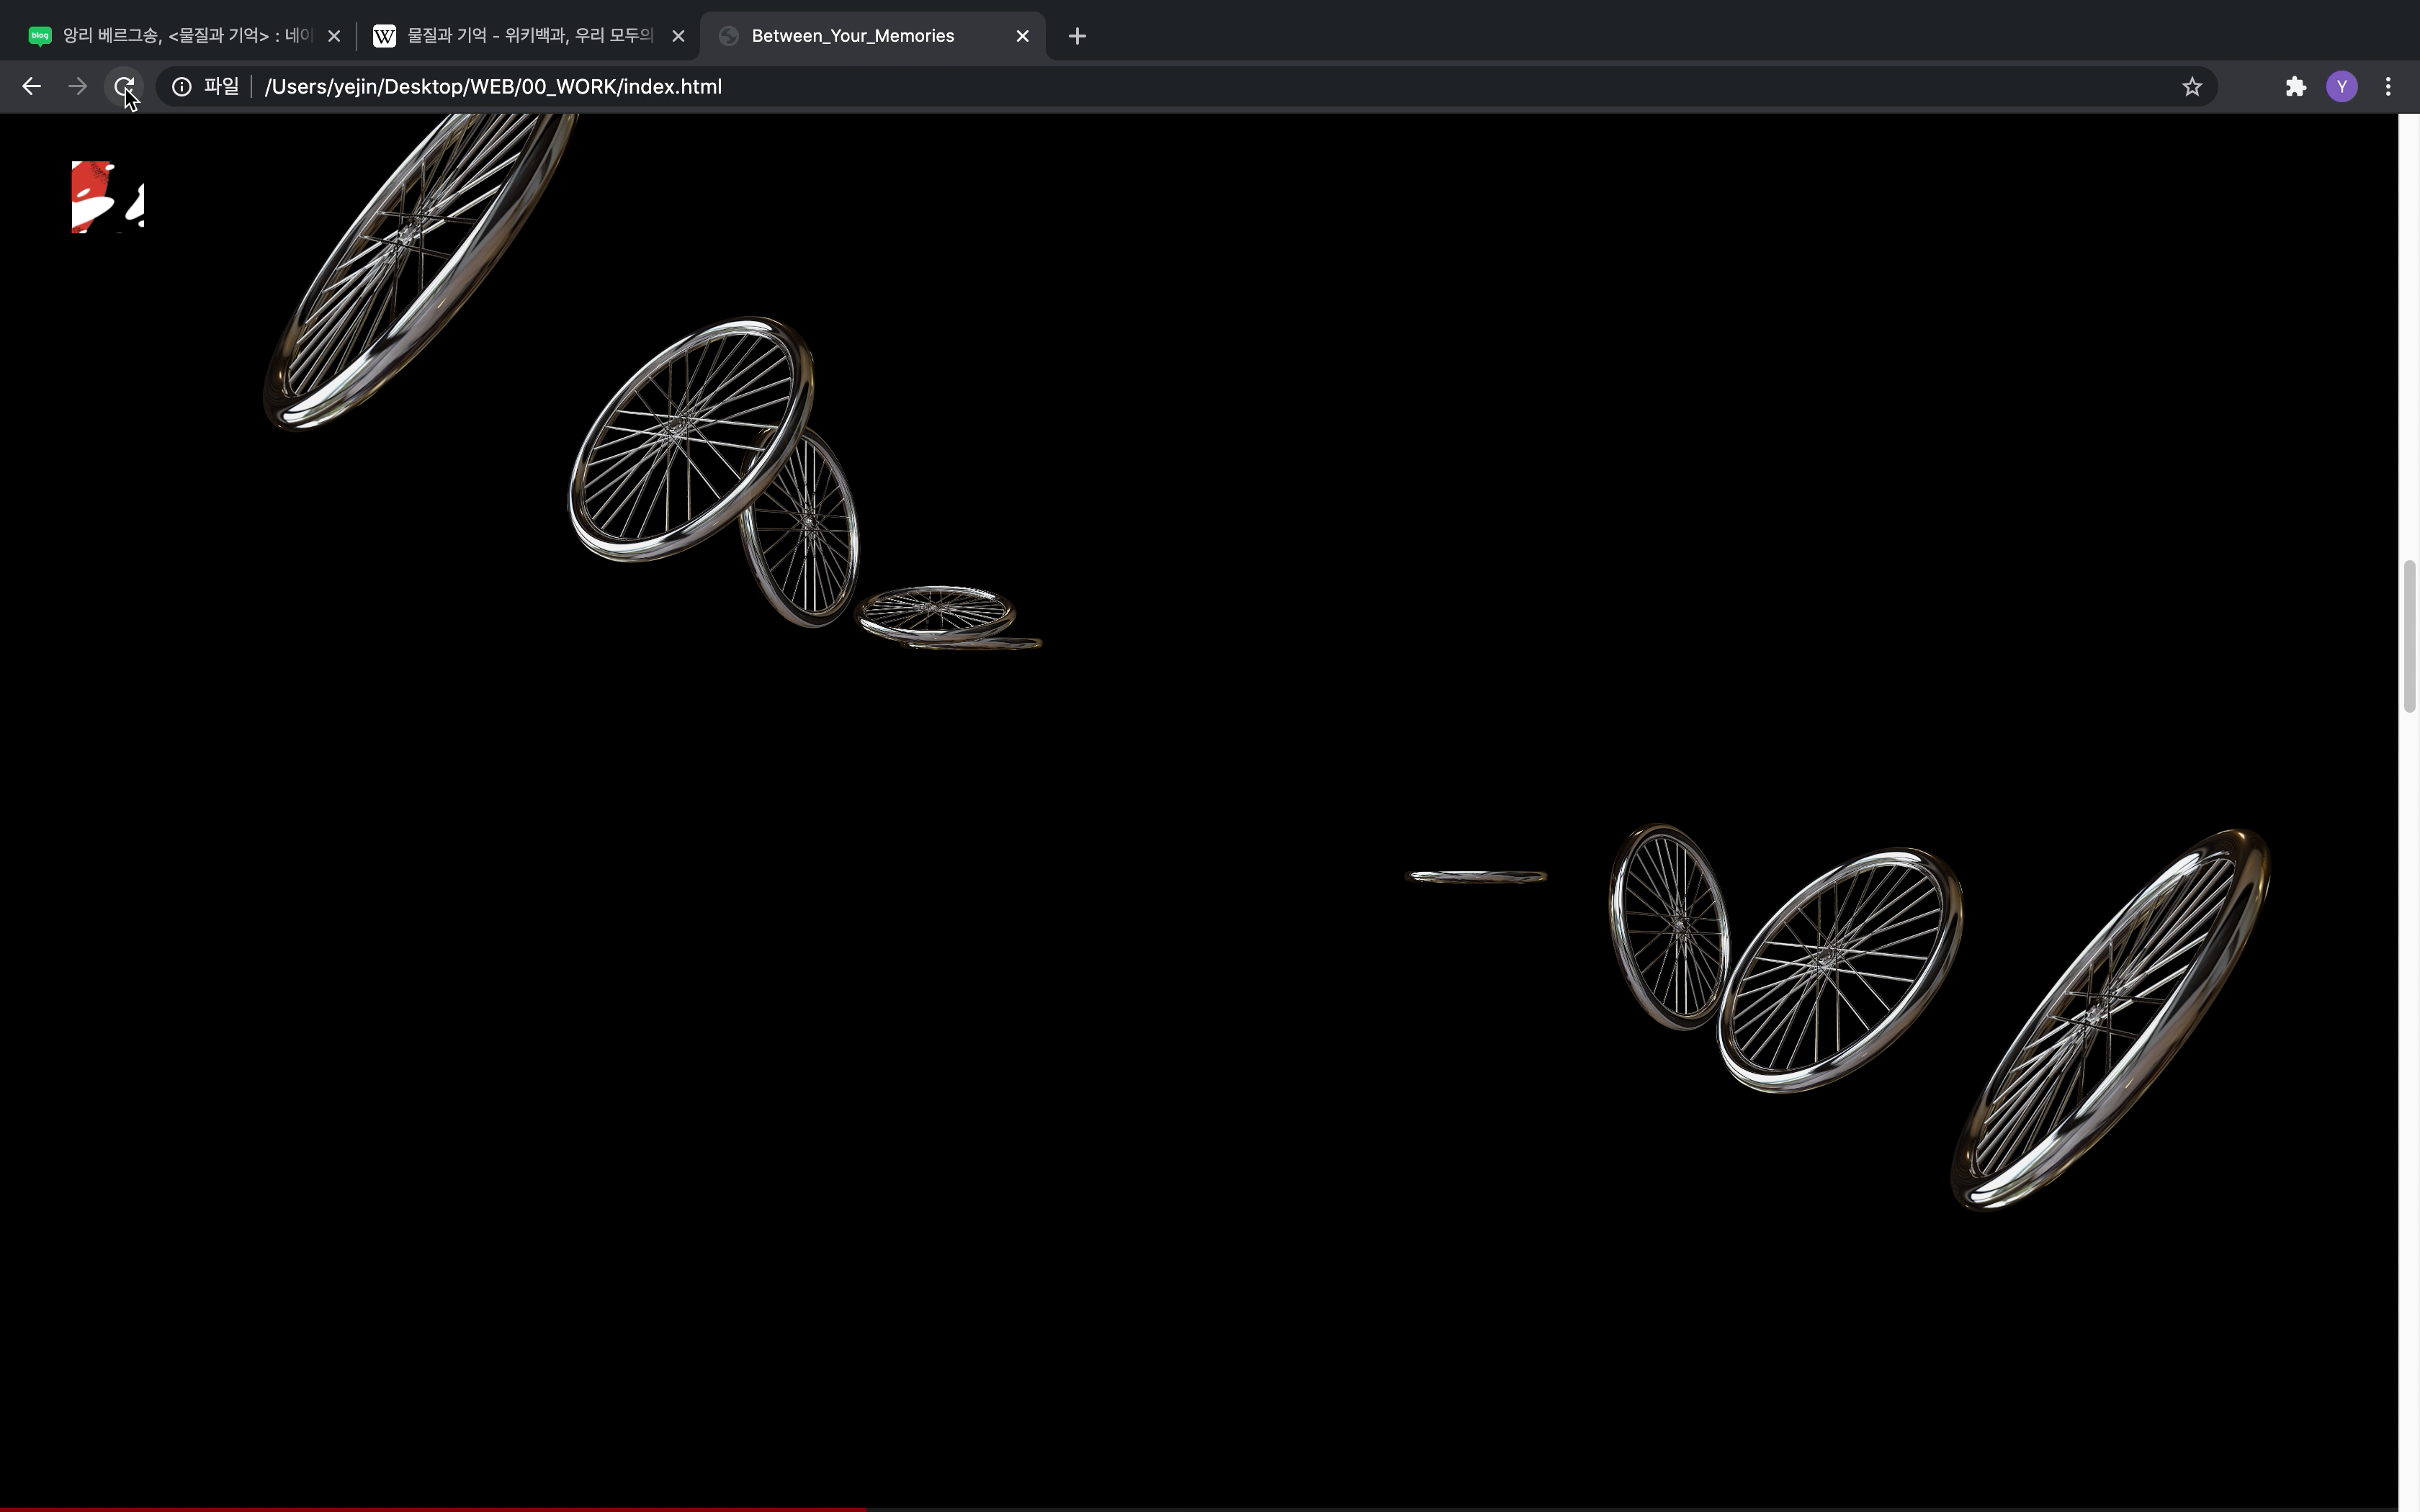 blog
앙리 베르그송, <물질과 기억> : 네이
W 물질과 기억 - 위키백과, 우리 모두의
Between_Your_Memories
파일 /Users/yejin/Desktop/WEB/00_WORK/index.html
Y